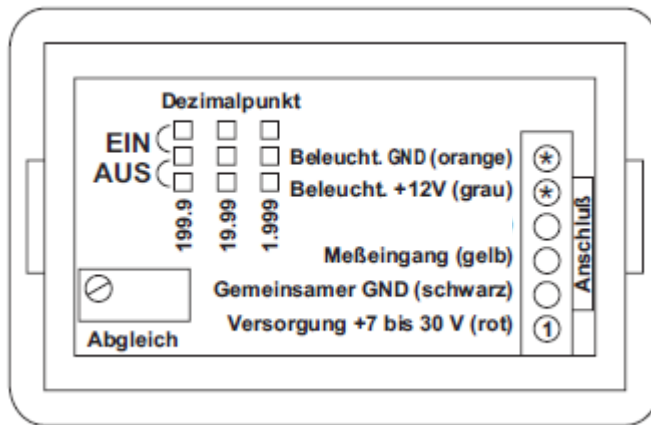 Dezimalpunkt
EIN
AUS
199.9
19.99
1.999
Beleucht. GND (orange)
*
Beleucht. +12V (grau)
*
Meßeingang (gelb)
Gemeinsamer GND (schwarz)
Versorgung +7 bis 30 V (rot)
1
Anschluß
Abgleich